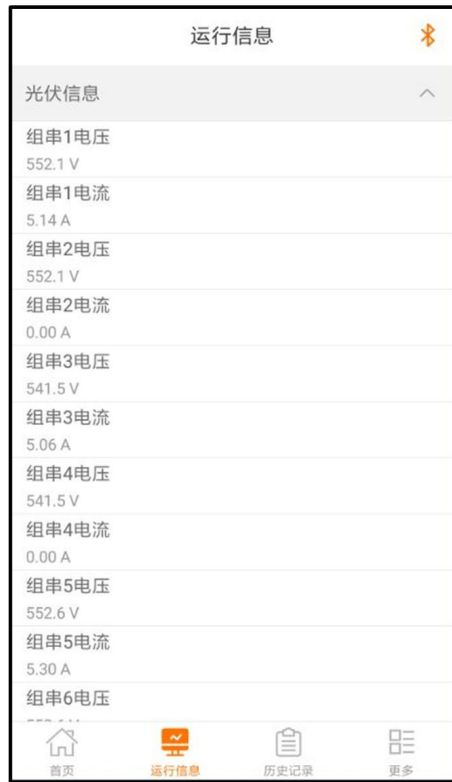 运行信息
光伏信息
组串1电压
552.1 V
组串1电流
5.14 A
组串2电压
552.1 V
组串2电流
0.00 A
组串3电压
541.5 V
组串3电流
5.06 A
组串4电压
541.5 V
组串4电流
0.00 A
组串5电压
552.6 V
组串5电流
5.30 A
组串6电压
首页
运行信息
历史记录
更多